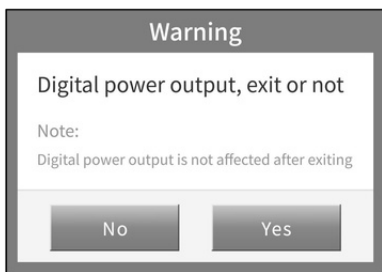 Warning
Digital power output, exit or not
Note:
Digital power output is not affected after exiting
No
Yes